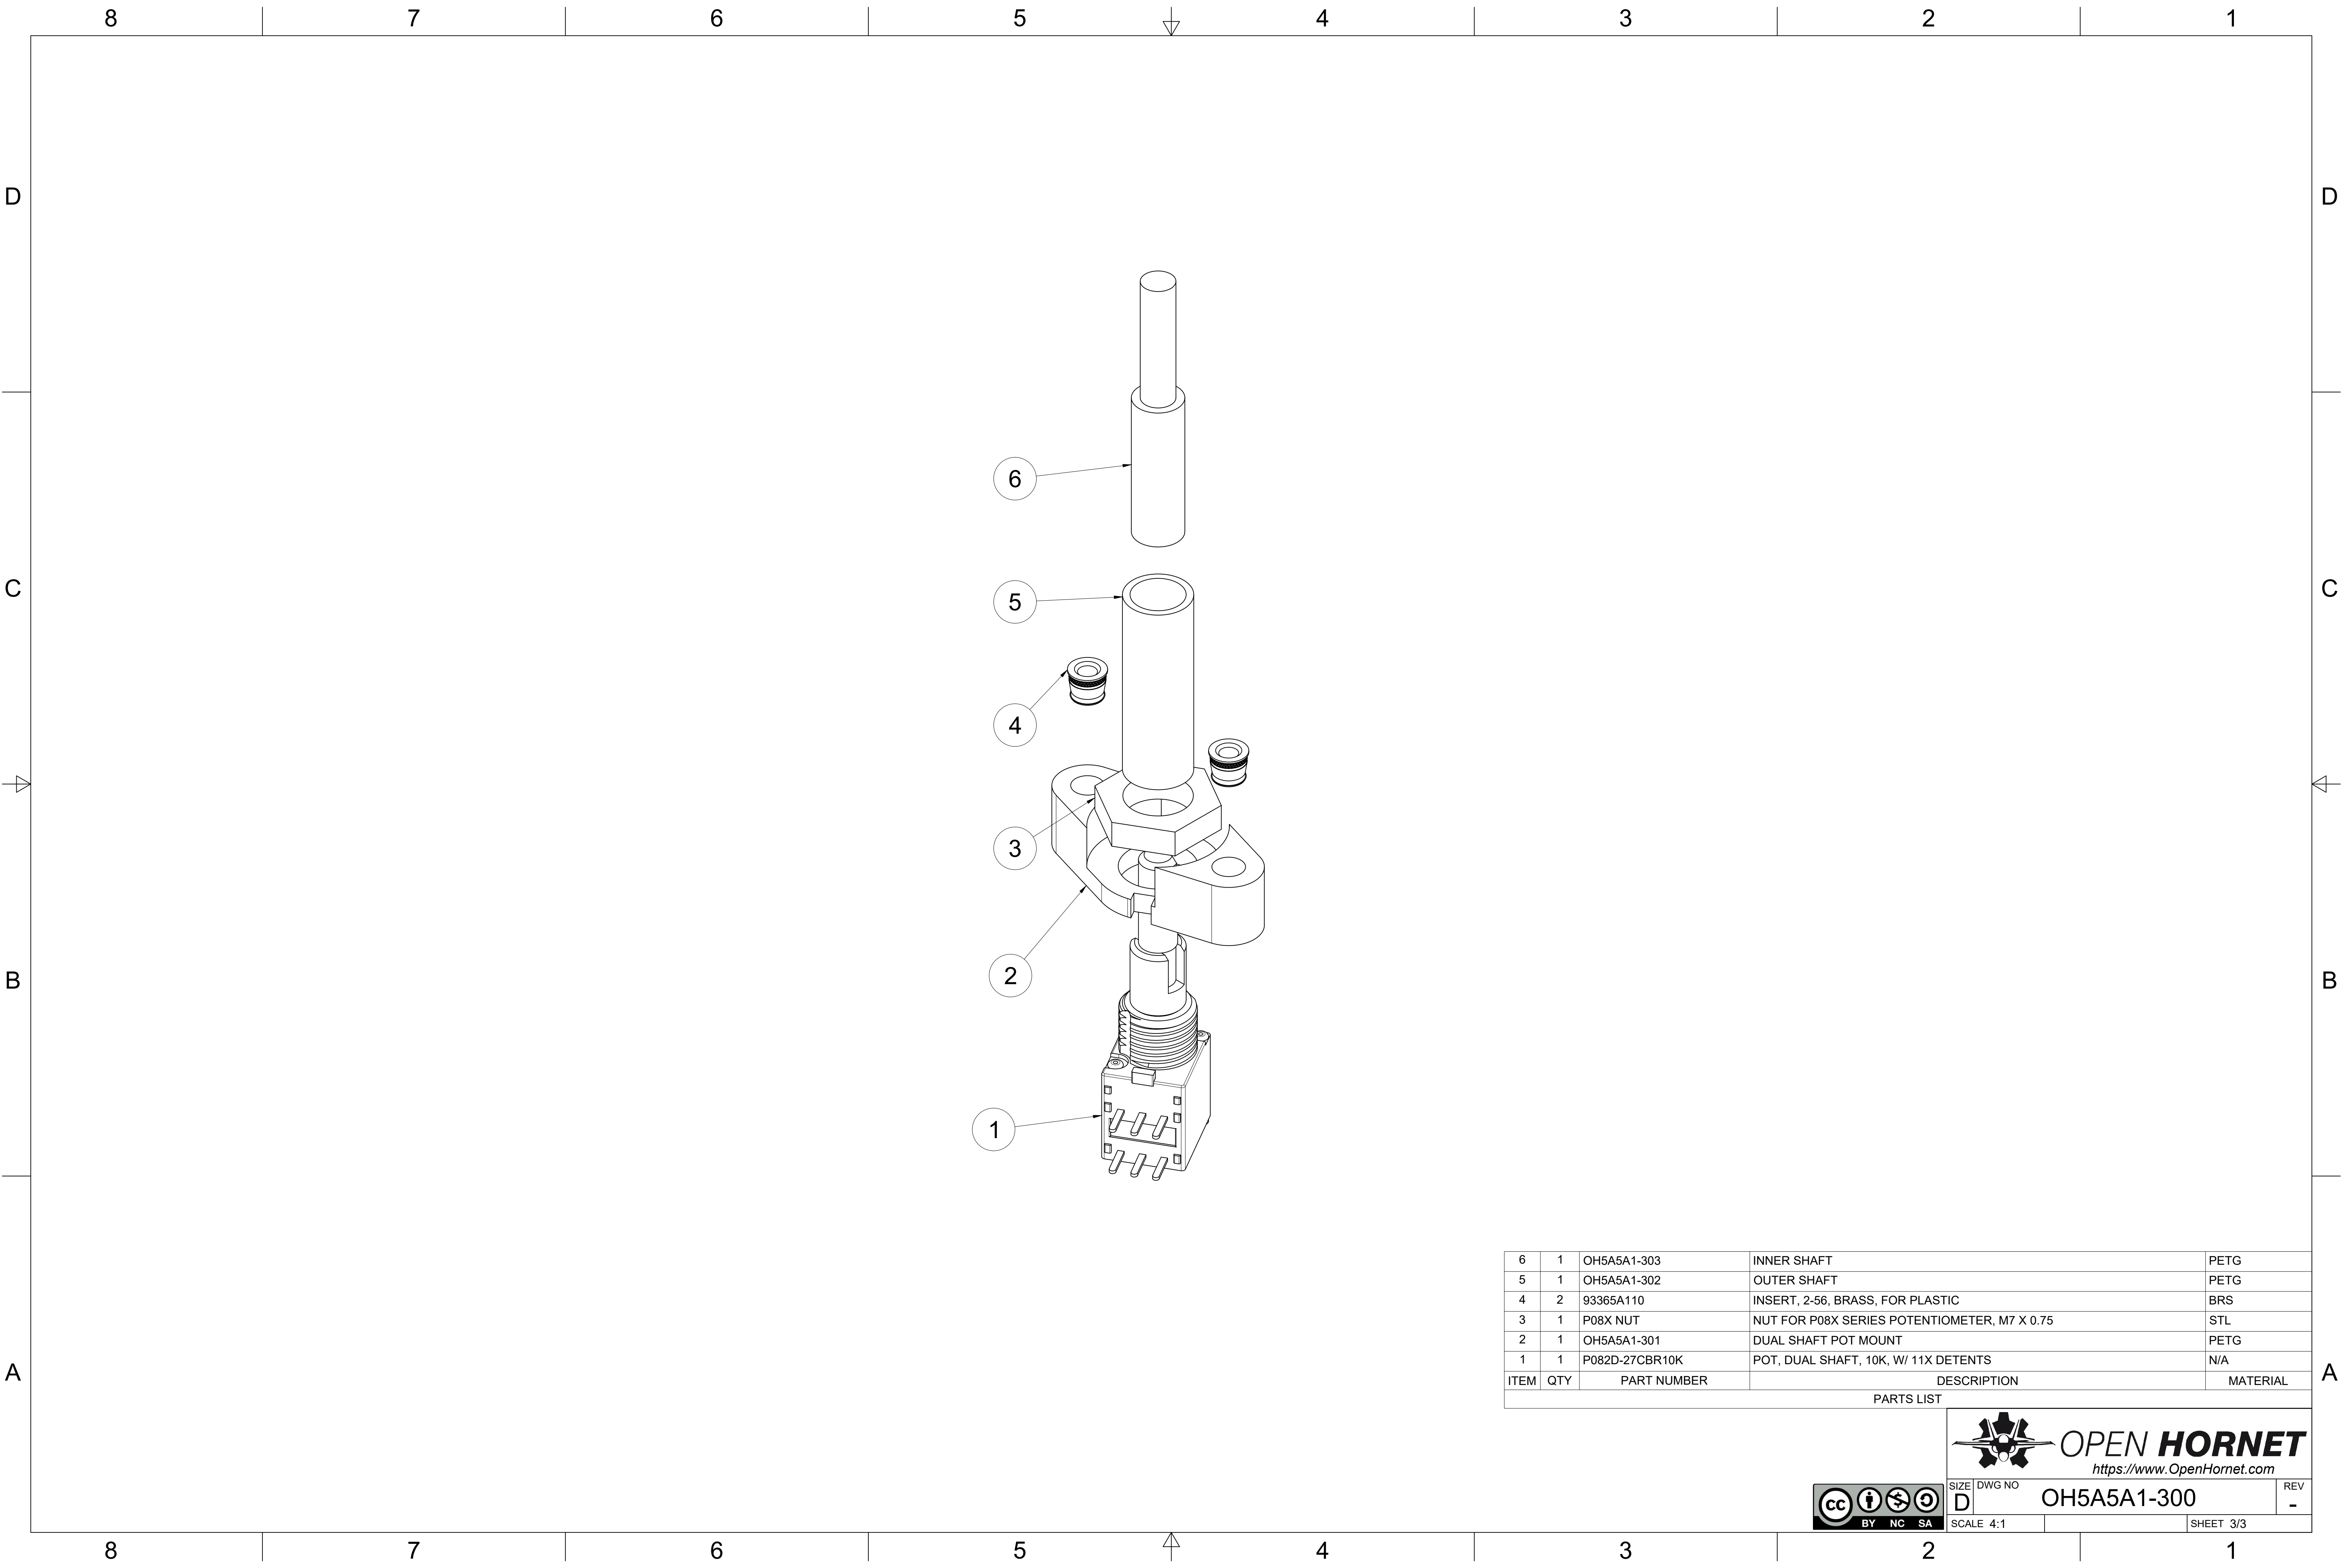 8 7 6 5 4 3 2 1
D D
6
C 5 C
4
3
B 2 B
1
6 1 OH5A5A1-303 INNER SHAFT PETG
5 1 OH5A5A1-302 OUTER SHAFT PETG
4 2 93365A110 INSERT, 2-56, BRASS, FOR PLASTIC BRS
3 1 P08X NUT NUT FOR P08X SERIES POTENTIOMETER, M7 X 0.75 STL
2 1 OH5A5A1-301 DUAL SHAFT POT MOUNT PETG
1 1 P082D-27CBR10K POT, DUAL SHAFT, 10K, W/ 11X DETENTS N/A
A A
ITEM QTY PART NUMBER DESCRIPTION MATERIAL
PARTS LIST
OPEN HORNET
https://www.OpenHornet.com
SIZE DWG NO REV
D OH5A5A1-300 -
cc
BY NC SA
SCALE 4:1 SHEET 3/3
8 7 6 5 4 3 2 1